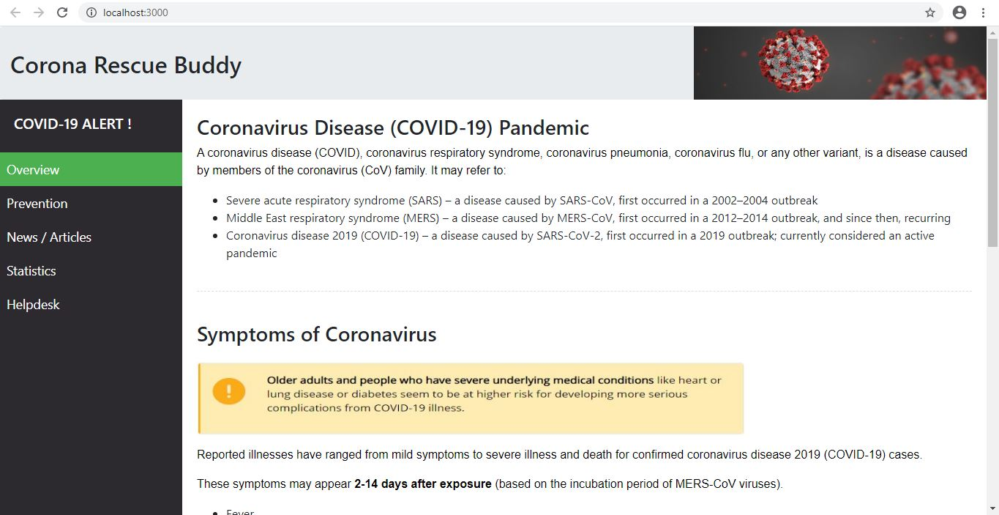 localhost:3000
Corona Rescue Buddy
COVID-19 ALERT !
Overview
Prevention
News / Articles
Statistics
Helpdesk
Coronavirus Disease (COVID-19) Pandemic
A coronavirus disease (COVID), coronavirus respiratory syndrome, coronavirus pneumonia, coronavirus flu, or any other variant, is a disease caused
by members of the coronavirus (CoV) family. It may refer to:
• Severe acute respiratory syndrome (SARS) – a disease caused by SARS-CoV, first occurred in a 2002–2004 outbreak
• Middle East respiratory syndrome (MERS) – a disease caused by MERS-CoV, first occurred in a 2012–2014 outbreak, and since then, recurring
• Coronavirus disease 2019 (COVID-19) – a disease caused by SARS-CoV-2, first occurred in a 2019 outbreak; currently considered an active
pandemic
Symptoms of Coronavirus
Older adults and people who have severe underlying medical conditions like heart or
lung disease or diabetes seem to be at higher risk for developing more serious
complications from COVID-19 illness.
Reported illnesses have ranged from mild symptoms to severe illness and death for confirmed coronavirus disease 2019 (COVID-19) cases.
These symptoms may appear 2-14 days after exposure (based on the incubation period of MERS-CoV viruses).
• Fever